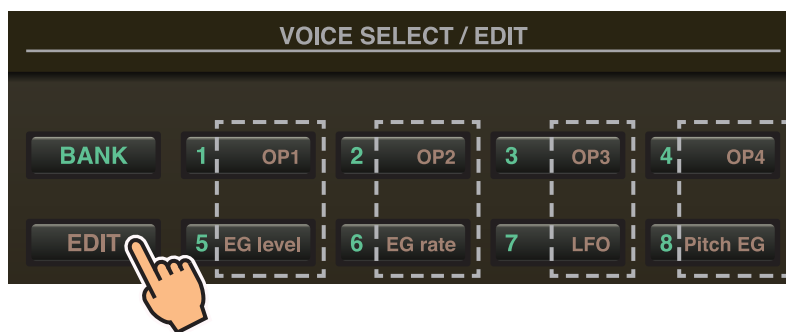 VOICE SELECT / EDIT
BANK 1 OP1 2 OP2 3 OP3 4 OP4
EDIT 5 EG level 6 EG rate 7 LFO 8 Pitch EG